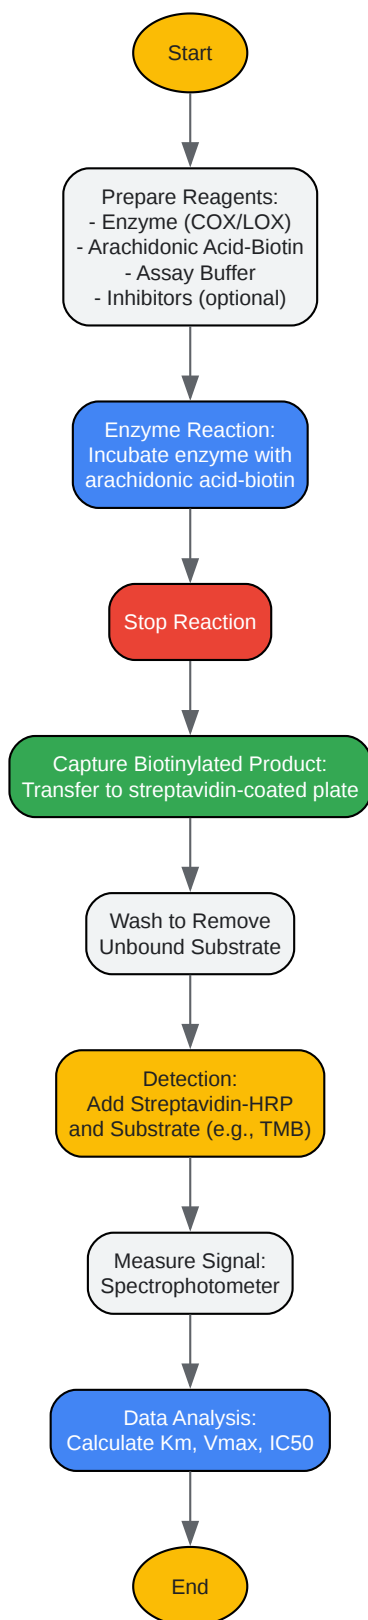 Start
Prepare Reagents:
- Enzyme (COX/LOX)
- Arachidonic Acid-Biotin
- Assay Buffer
- Inhibitors (optional)
Enzyme Reaction:
Incubate enzyme with
arachidonic acid-biotin
Stop Reaction
Capture Biotinylated Product:
Transfer to streptavidin-coated plate
Wash to Remove
Unbound Substrate
Detection:
Add Streptavidin-HRP
and Substrate (e.g., TMB)
Measure Signal:
Spectrophotometer
Data Analysis:
Calculate Km, Vmax, IC50
End